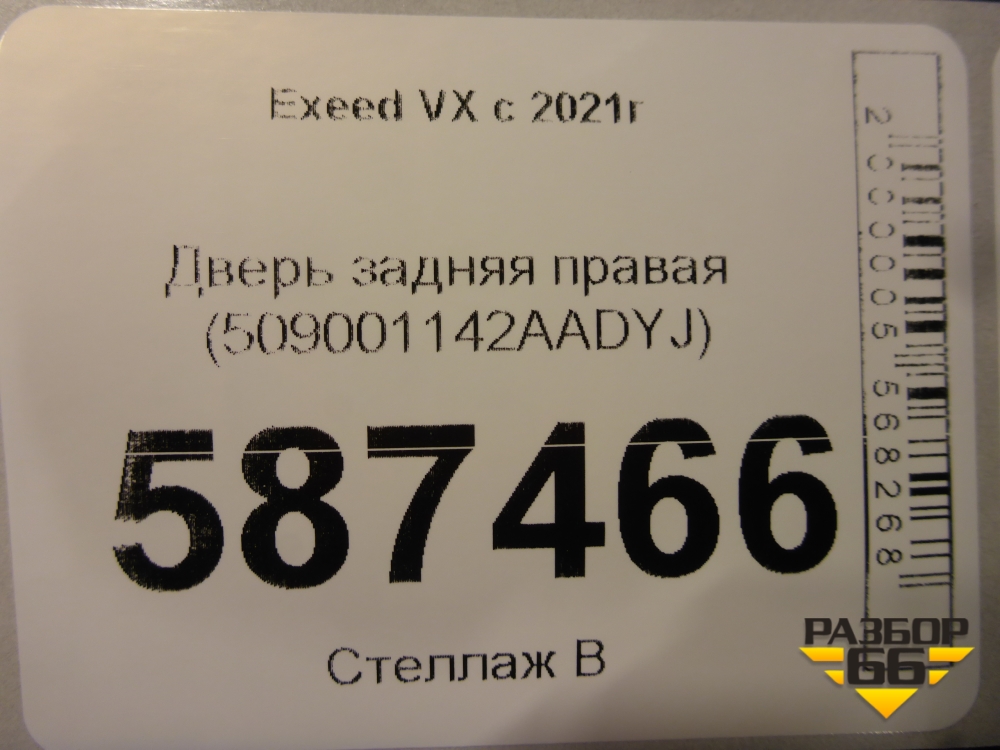 Exeed VX с 2021г
Дверь задняя правая
(509001142AADYJ)
587466
Стеллаж В
2000005568268
РАЗБОР
66